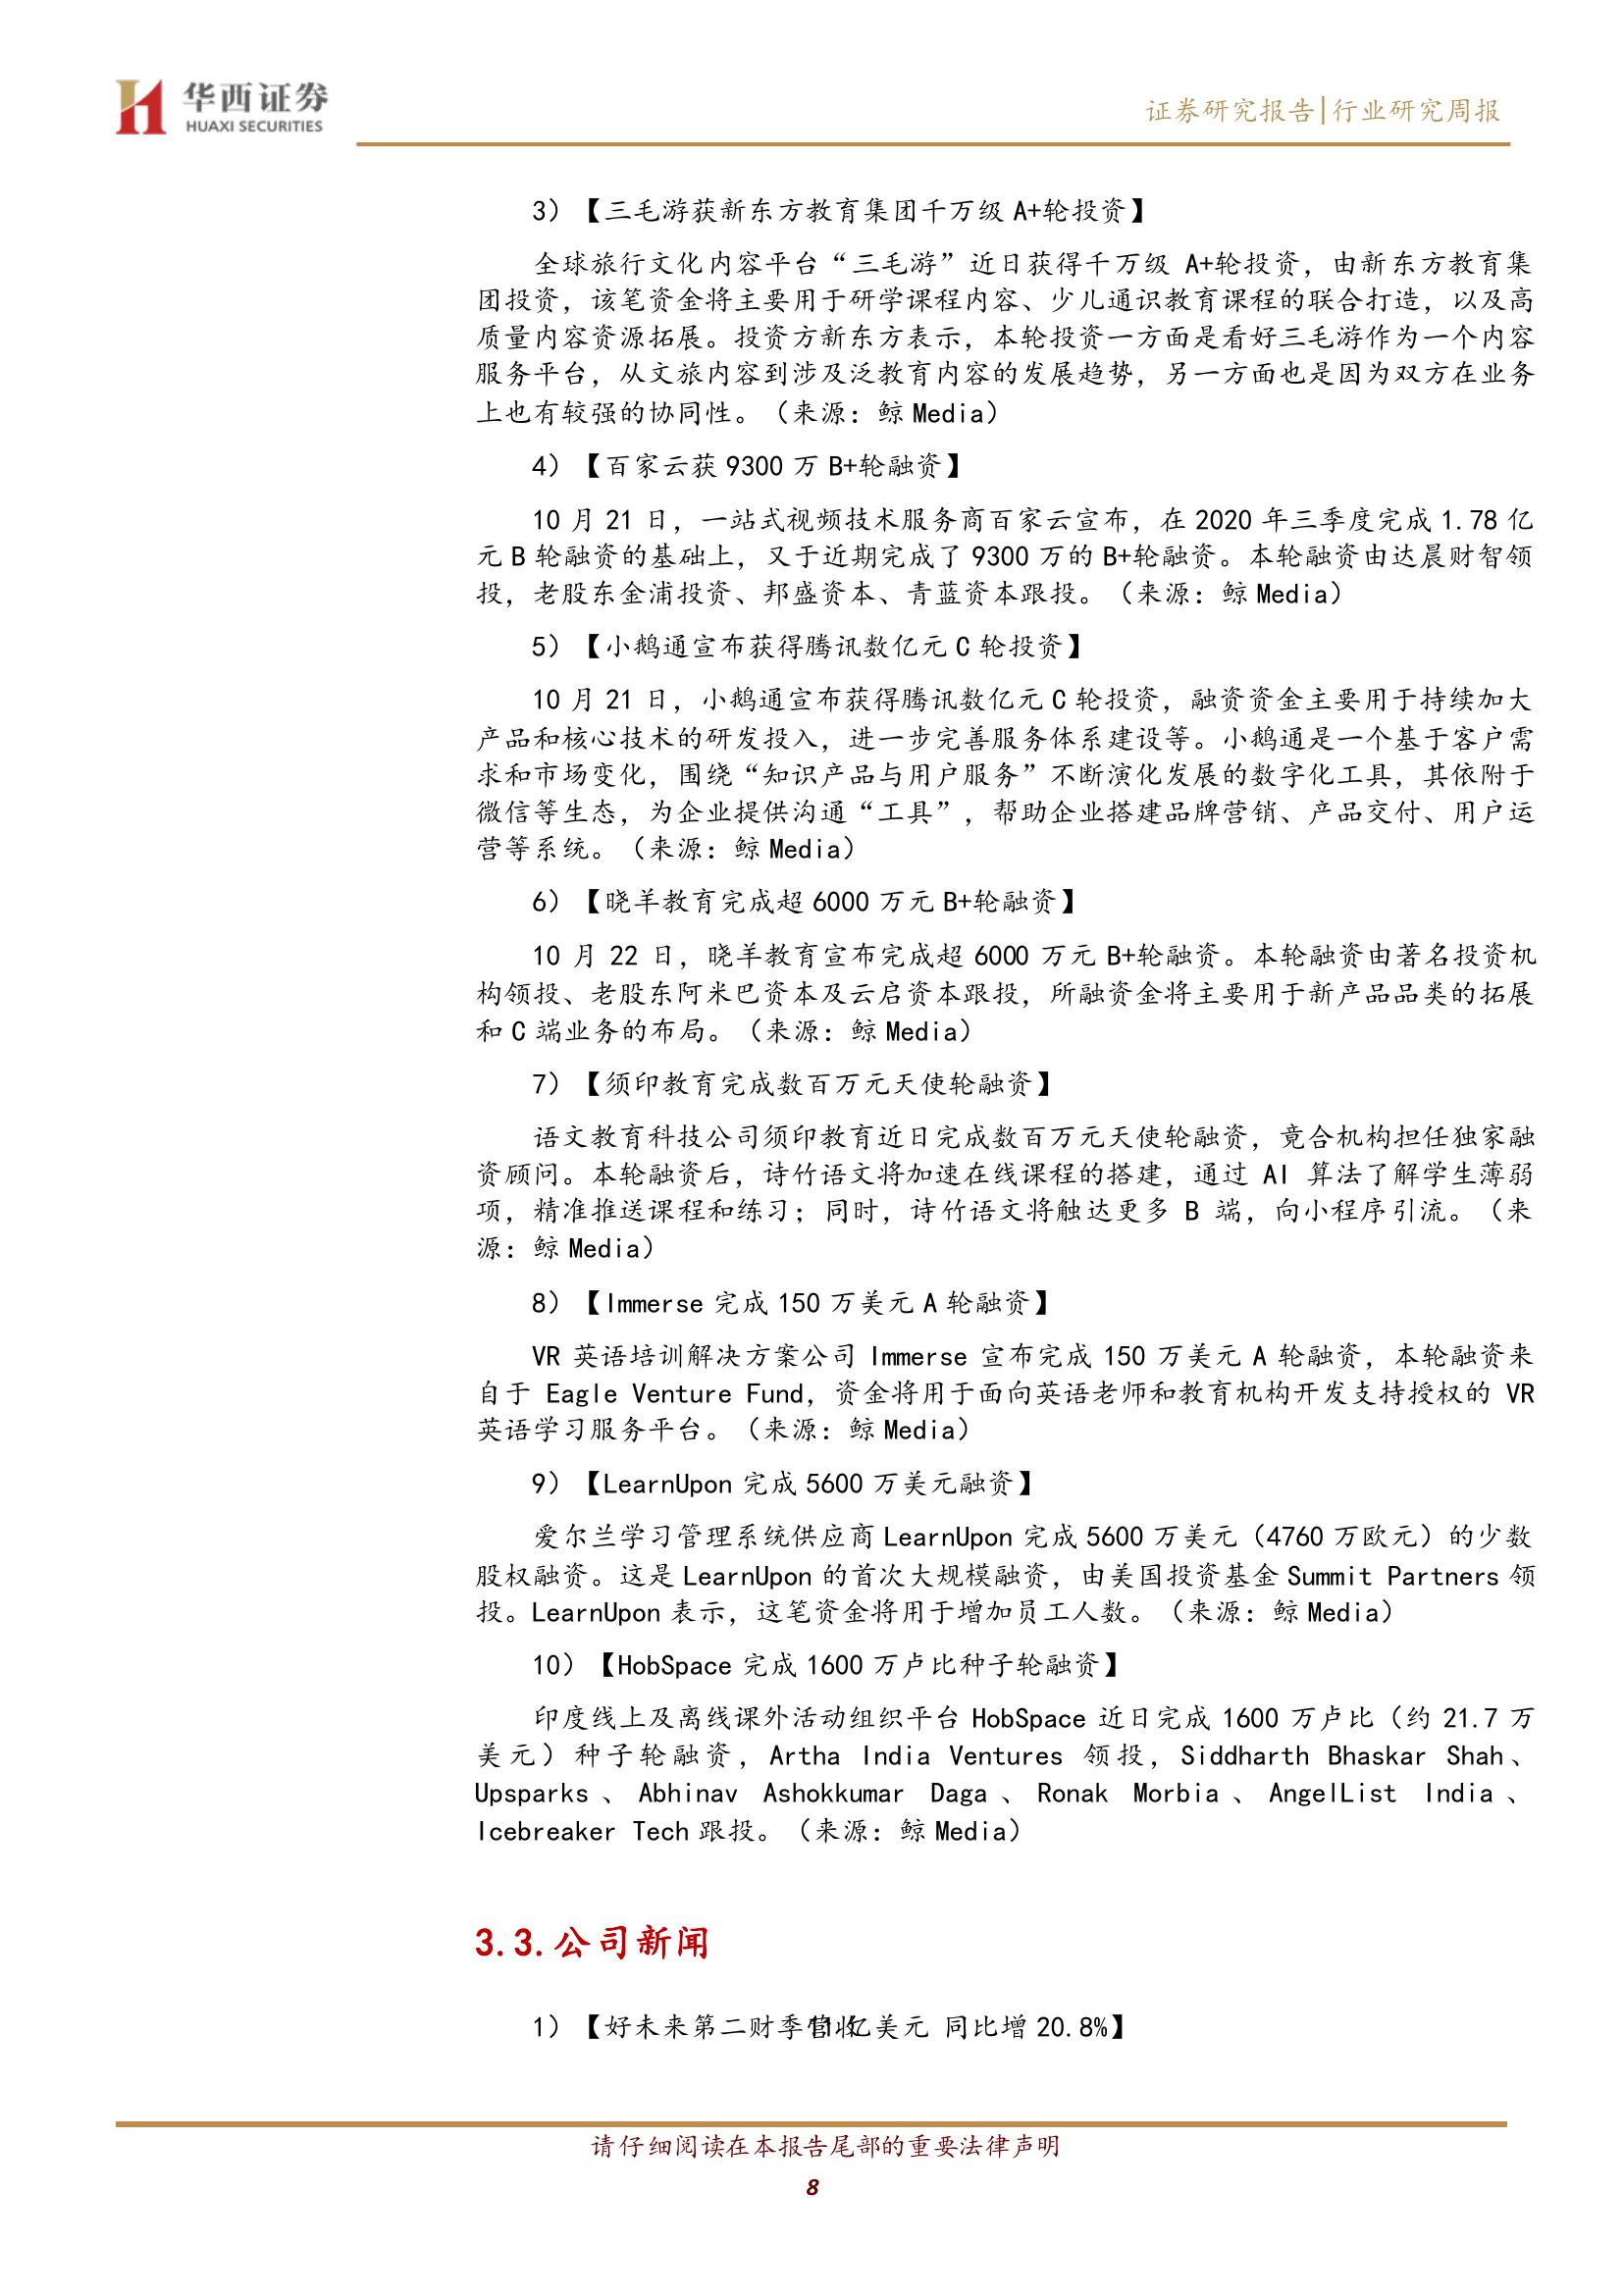 华西证券
HUAXI SECURITIES
证券研究报告|行业研究周报
3）【三毛游获新东方教育集团千万级 A+轮投资】
全球旅行文化内容平台“三毛游”近日获得千万级 A+轮投资，由新东方教育集
团投资，该笔资金将主要用于研学课程内容、少儿通识教育课程的联合打造，以及高
质量内容资源拓展。投资方新东方表示，本轮投资一方面是看好三毛游作为一个内容
服务平台，从文旅内容到涉及泛教育内容的发展趋势，另一方面也是因为双方在业务
上也有较强的协同性。（来源：鲸 Media）
4）【百家云获 9300 万 B+轮融资】
10 月 21 日，一站式视频技术服务商百家云宣布，在 2020 年三季度完成 1.78 亿
元 B 轮融资的基础上，又于近期完成了 9300 万的 B+轮融资。本轮融资由达晨财智领
投，老股东金浦投资、邦盛资本、青蓝资本跟投。（来源：鲸 Media）
5）【小鹅通宣布获得腾讯数亿元 C 轮投资】
10 月 21 日，小鹅通宣布获得腾讯数亿元 C 轮投资，融资资金主要用于持续加大
产品和核心技术的研发投入，进一步完善服务体系建设等。小鹅通是一个基于客户需
求和市场变化，围绕“知识产品与用户服务”不断演化发展的数字化工具，其依附于
微信等生态，为企业提供沟通“工具”，帮助企业搭建品牌营销、产品交付、用户运
营等系统。（来源：鲸 Media）
6）【晓羊教育完成超 6000 万元 B+轮融资】
10 月 22 日，晓羊教育宣布完成超 6000 万元 B+轮融资。本轮融资由著名投资机
构领投、老股东阿米巴资本及云启资本跟投，所融资金将主要用于新产品品类的拓展
和 C 端业务的布局。（来源：鲸 Media）
7）【须印教育完成数百万元天使轮融资】
语文教育科技公司须印教育近日完成数百万元天使轮融资，竞合机构担任独家融
资顾问。本轮融资后，诗竹语文将加速在线课程的搭建，通过 AI 算法了解学生薄弱
项，精准推送课程和练习；同时，诗竹语文将触达更多 B 端，向小程序引流。（来
源：鲸 Media）
8）【Immerse 完成 150 万美元 A 轮融资】
VR 英语培训解决方案公司 Immerse 宣布完成 150 万美元 A 轮融资，本轮融资来
自于 Eagle Venture Fund，资金将用于面向英语老师和教育机构开发支持授权的 VR
英语学习服务平台。（来源：鲸 Media）
9）【LearnUpon 完成 5600 万美元融资】
爱尔兰学习管理系统供应商 LearnUpon 完成 5600 万美元（4760 万欧元）的少数
股权融资。这是 LearnUpon 的首次大规模融资，由美国投资基金 Summit Partners 领
投。LearnUpon 表示，这笔资金将用于增加员工人数。（来源：鲸 Media）
10）【HobSpace 完成 1600 万卢比种子轮融资】
印度线上及离线课外活动组织平台 HobSpace 近日完成 1600 万卢比（约 21.7 万
美元）种子轮融资，Artha India Ventures 领投，Siddharth Bhaskar Shah、
Upsparks、Abhinav Ashokkumar Daga、Ronak Morbia、AngelList India、
Icebreaker Tech 跟投。（来源：鲸 Media）
3.3.公司新闻
1）【好未来第二财季营收 亿美元 同比增 20.8%】
请仔细阅读在本报告尾部的重要法律声明
8